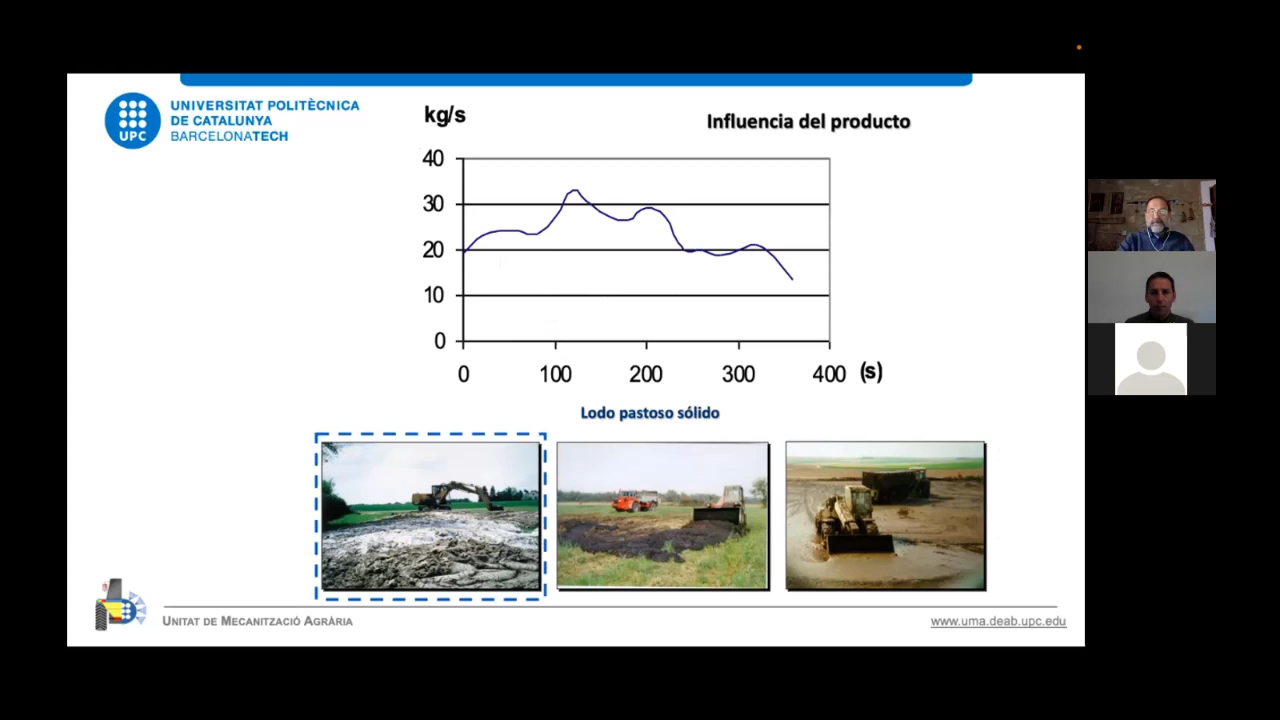 UNIVERSITAT POLITÈCNICA
DE CATALUNYA
BARCELONATECH
UPC
kg/s
Influencia del producto
40
30
20
10
0
0 100 200 300 400 (s)
Lodo pastoso sólido
UNITAT DE MECANITZACIÓ AGRÀRIA
www.uma.deab.upc.edu